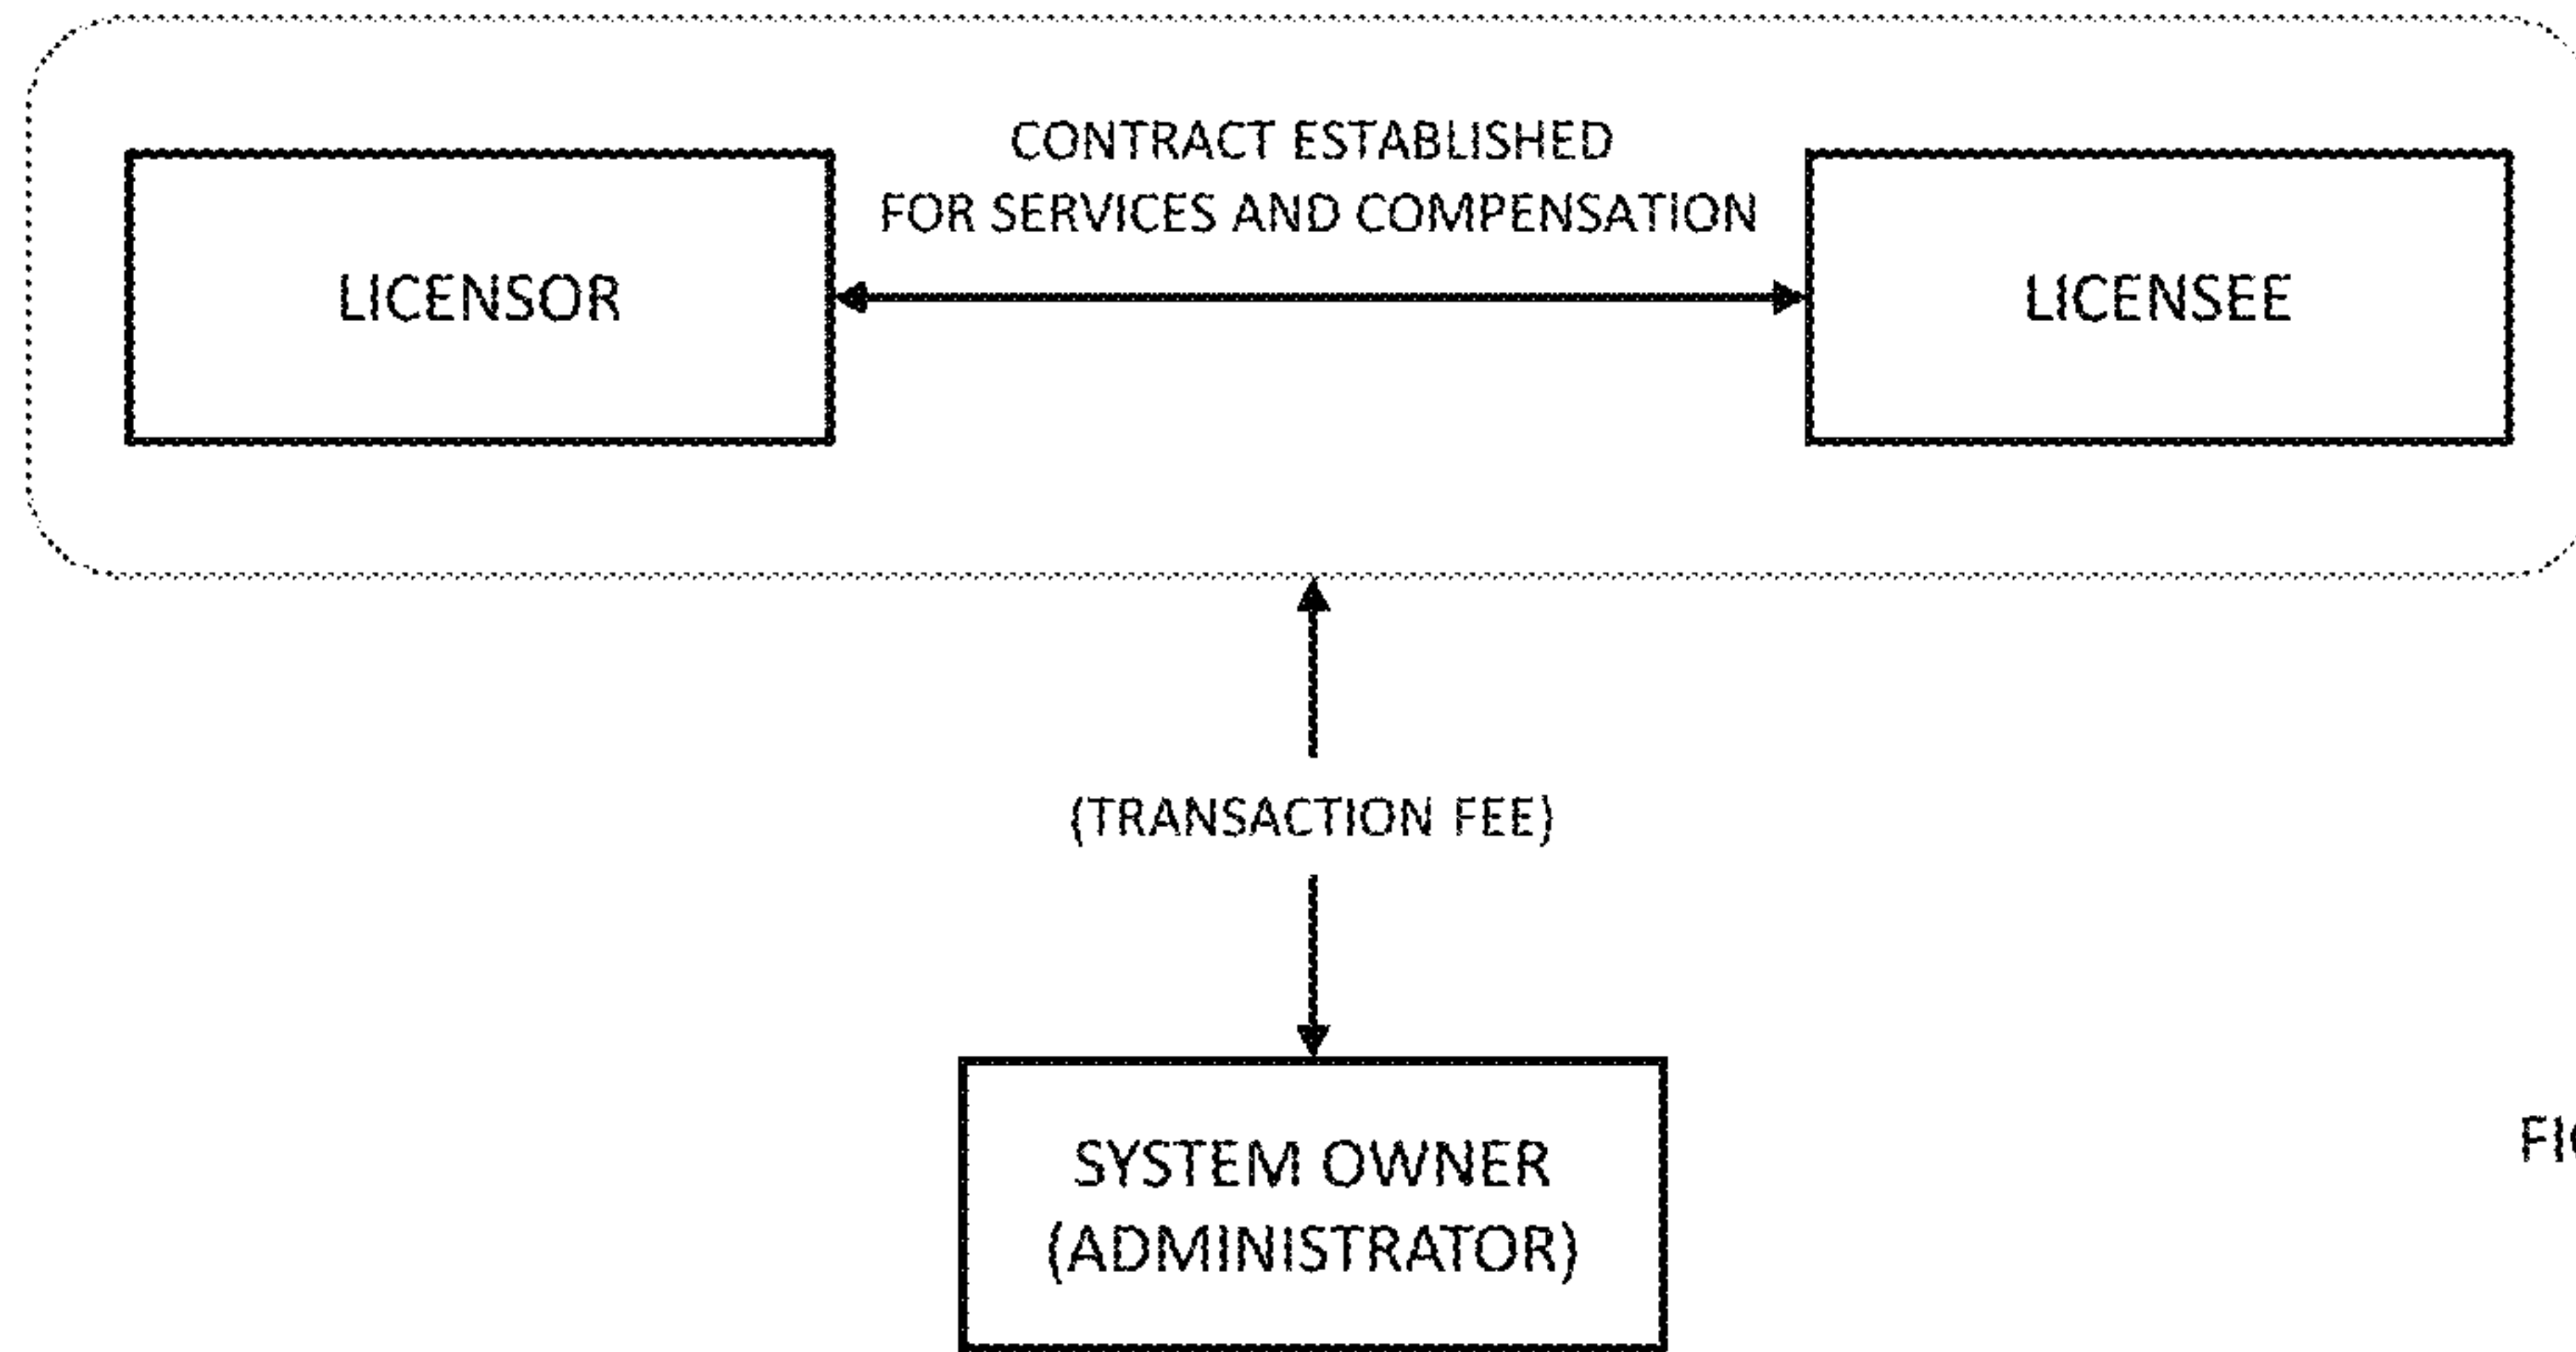 CONTRACT ESTABLISHED
FOR SERVICES AND COMPENSATION
LICENSOR
LICENSEE
(TRANSACTION FEE)
SYSTEM OWNER
(ADMINISTRATOR)